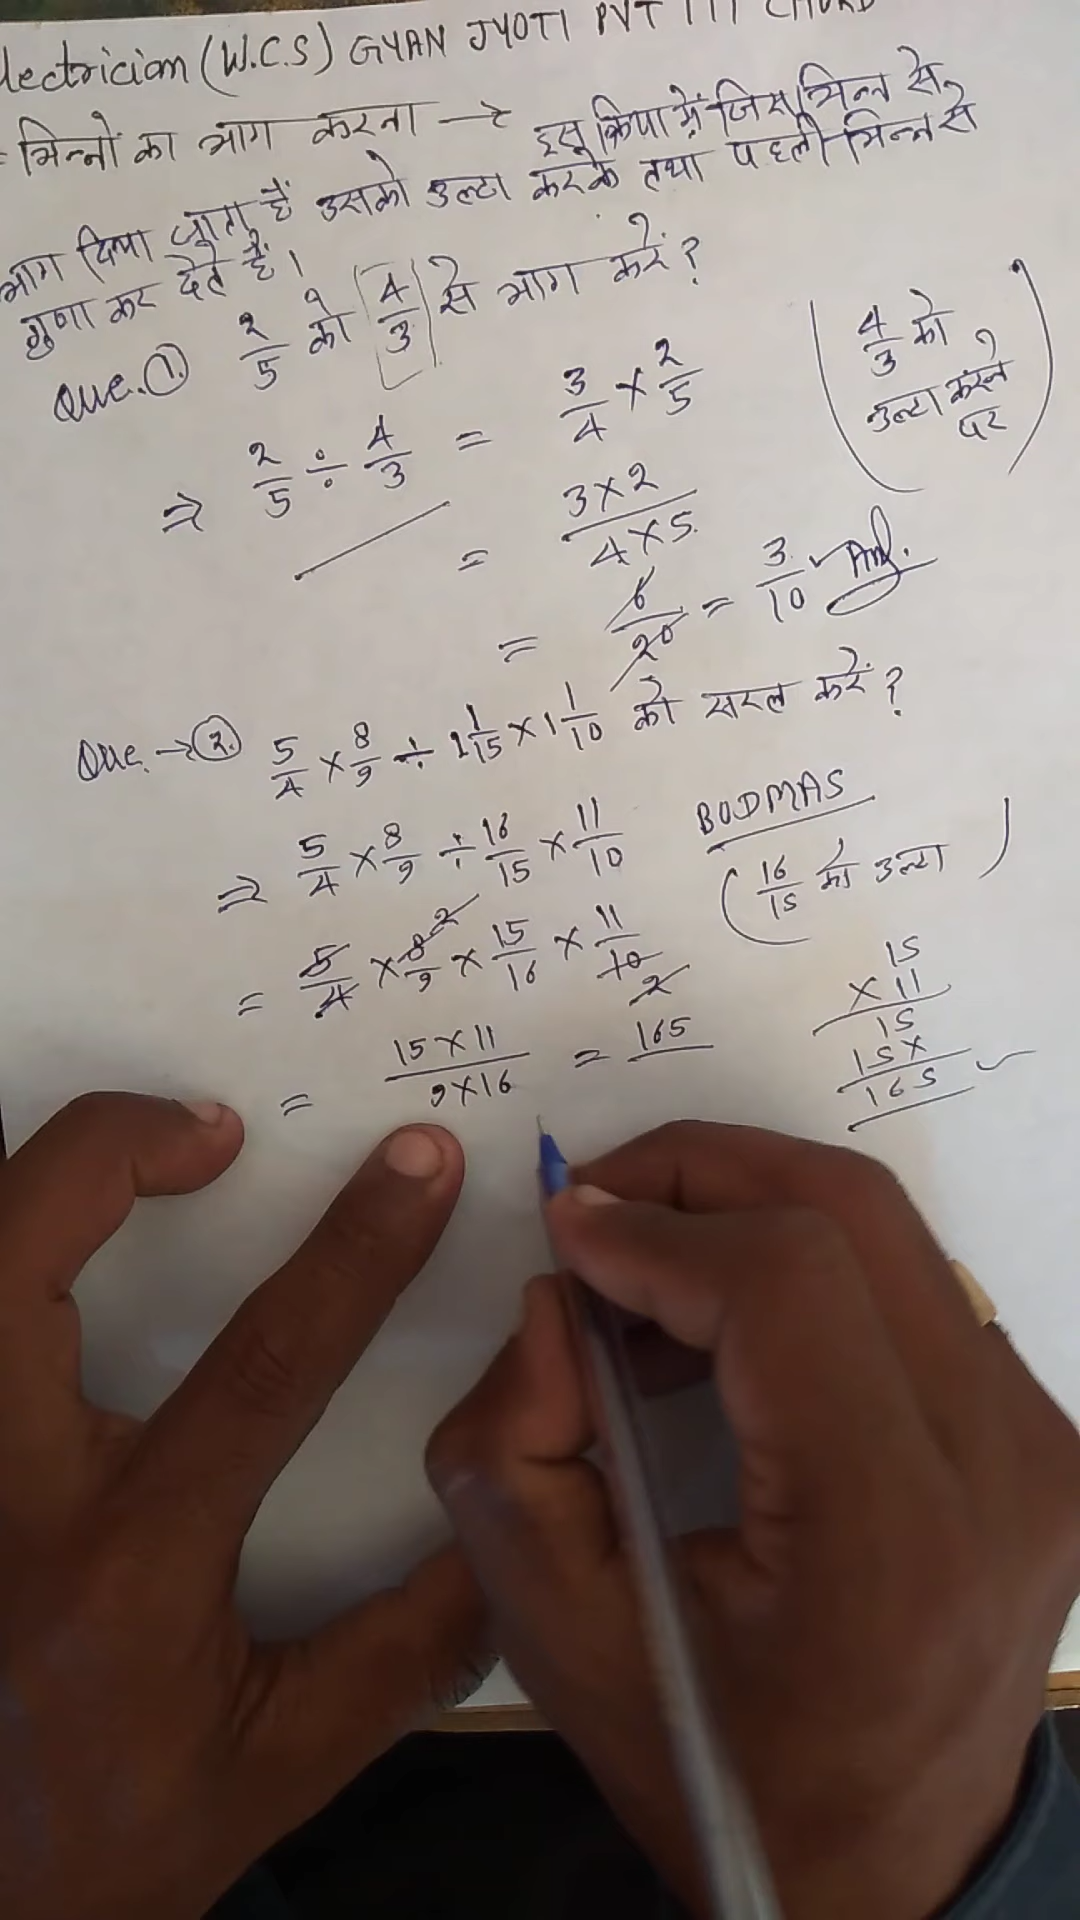 lectrician (W.C.S) GYAN JYOTI PVT ITI
भिन्नों का भाग करना → इस क्रिया में जिस भिन्न से
भाग दिया जाता हैं उसको उल्टा करके तथा पहली भिन्न से
गुणा कर देते हैं।
Que. ① 2/5 को (4/3) से भाग करें?
⇒ 2/5 ÷ 4/3 = 3/4 × 2/5
(4/3 को
उल्टा करने
पर)
= 3×2/4×5
= 6/20 = 3/10 Ans.
Que. → ② 5/4 × 8/9 ÷ 1 1/15 × 1 1/10 को सरल करें?
⇒ 5/4 × 8/9 ÷ 16/15 × 11/10
BODMAS
(16/15 को उल्टा)
= 5/4 × 8/9 × 15/16 × 11/10
2
2
= 15×11/9×16 = 165
15
× 11
15
15×
165